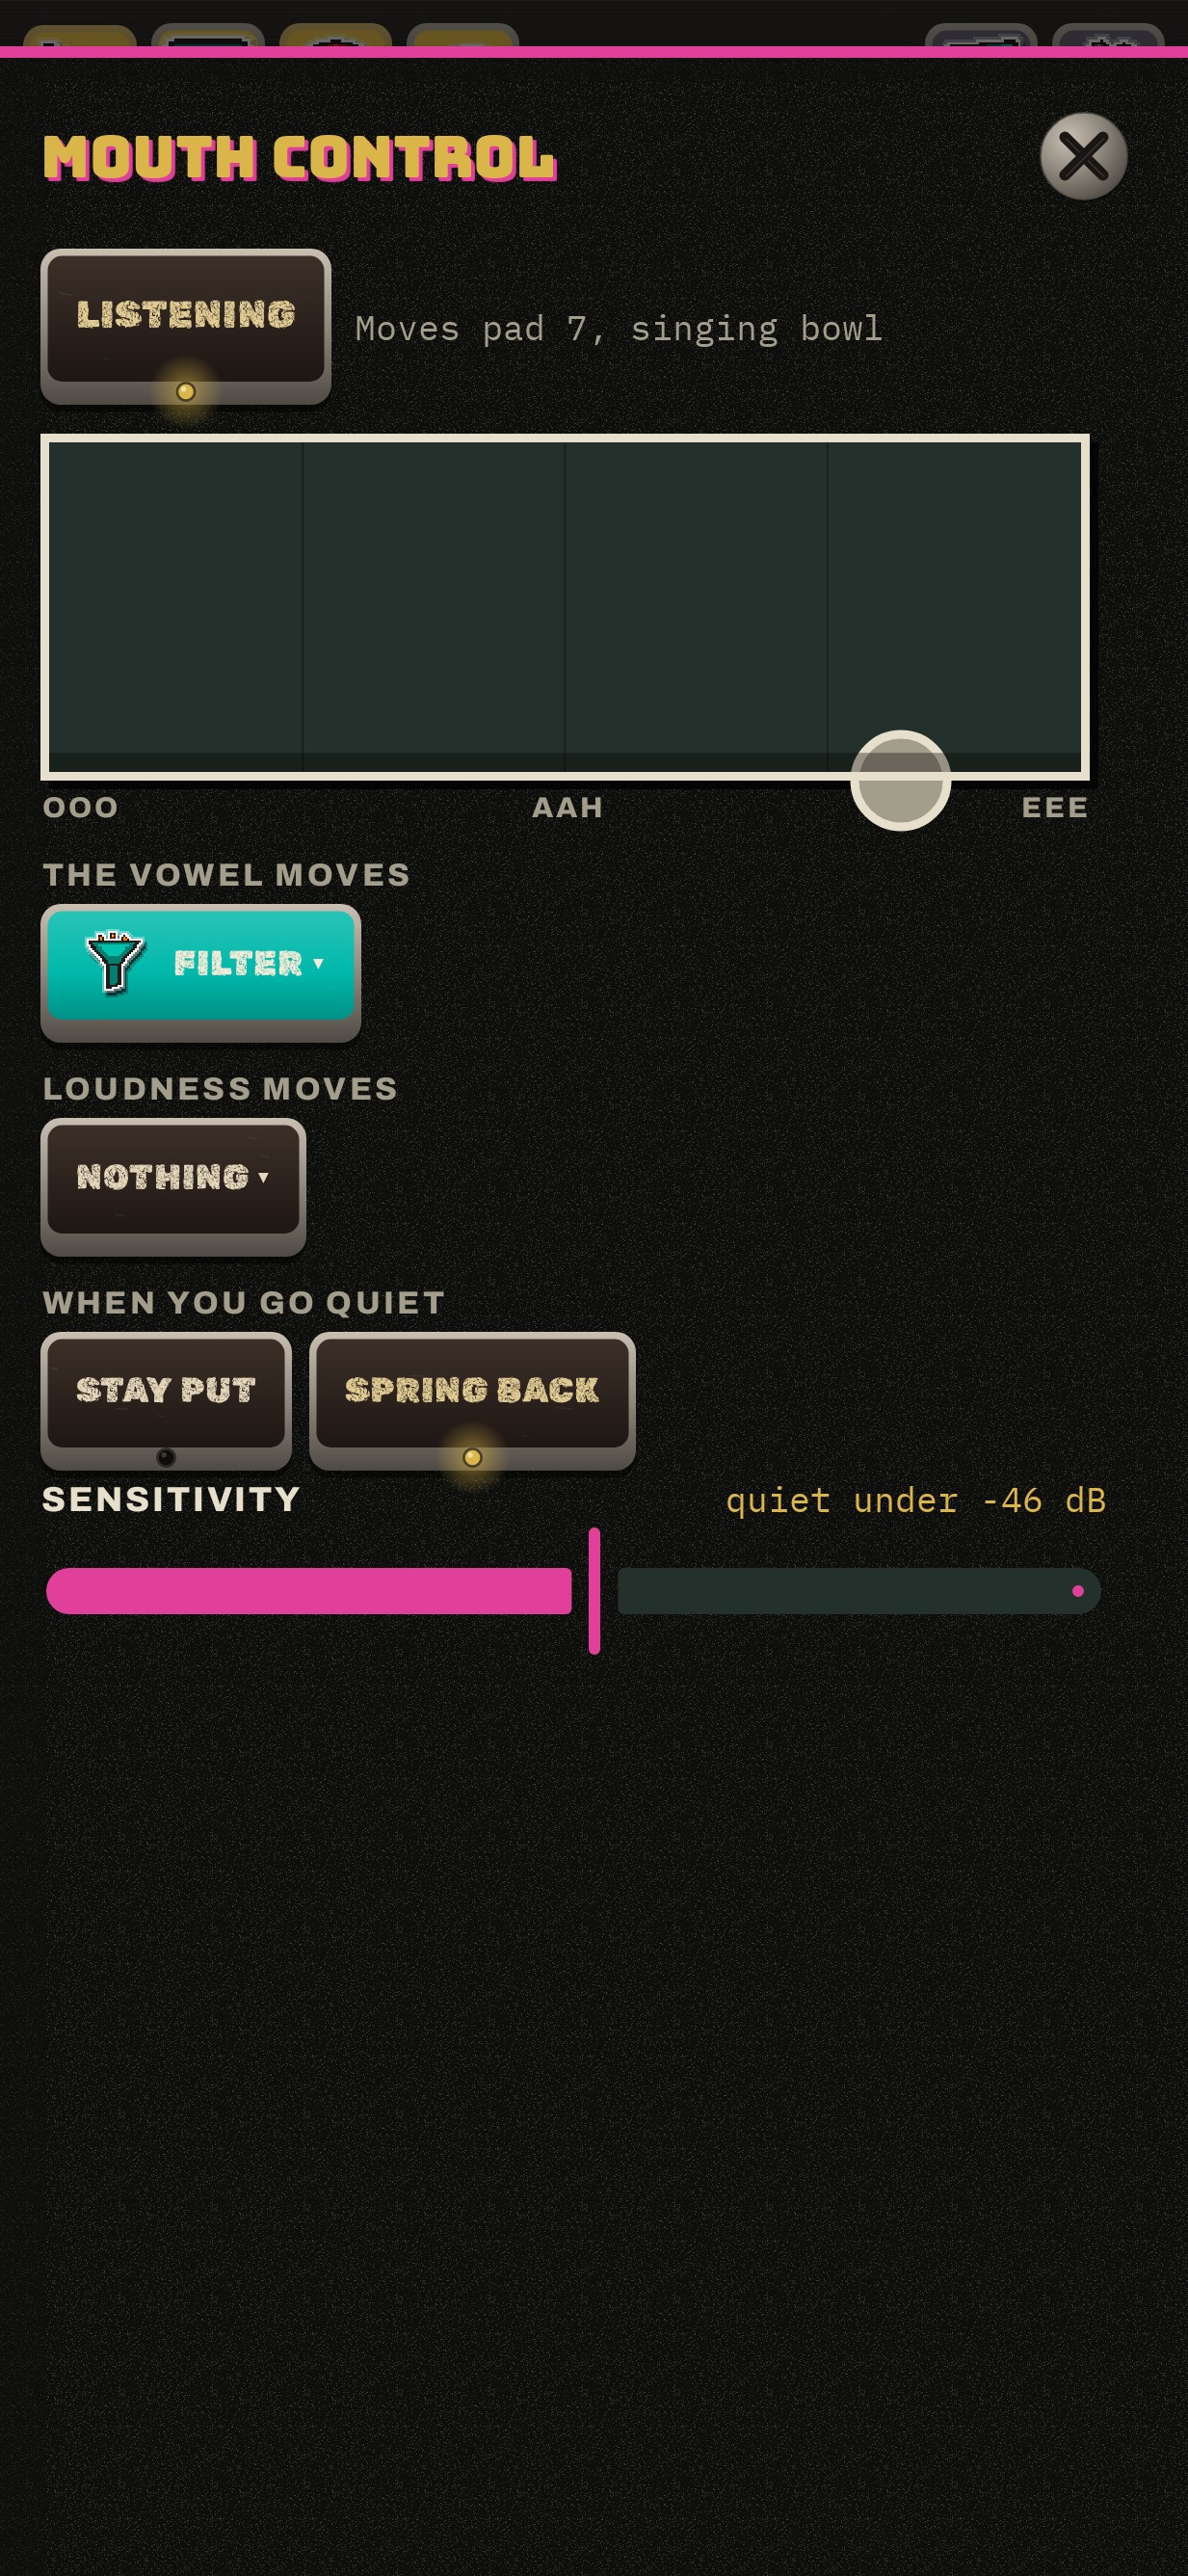 MOUTH CONTROL
LISTENING
Moves pad 7, singing bowl
OOO AAH EEE
THE VOWEL MOVES
FILTER ▾
LOUDNESS MOVES
NOTHING ▾
WHEN YOU GO QUIET
STAY PUT SPRING BACK
SENSITIVITY quiet under -46 dB